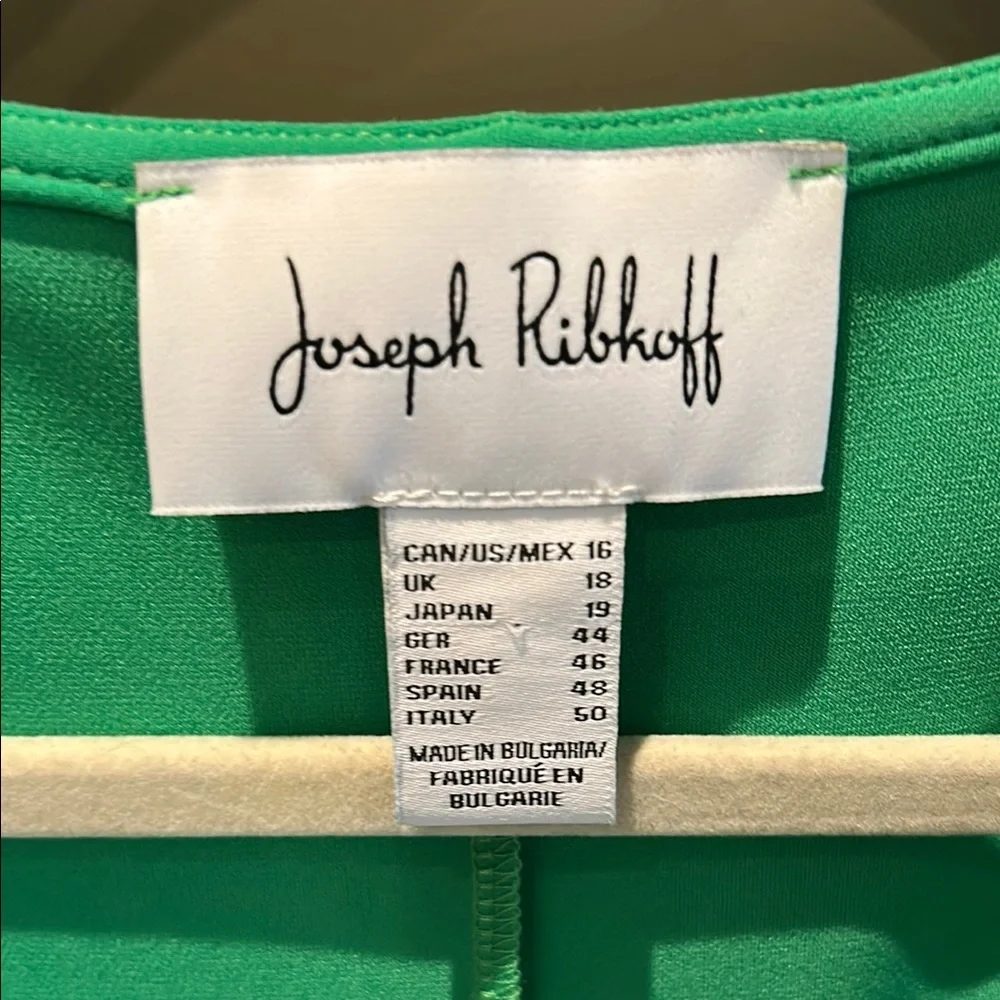 Joseph Ribkoff
CAN/US/MEX 16
UK 18
JAPAN 19
GER 44
FRANCE 46
SPAIN 48
ITALY 50
MADE IN BULGARIA/
FABRIQUÉ EN
BULGARIE